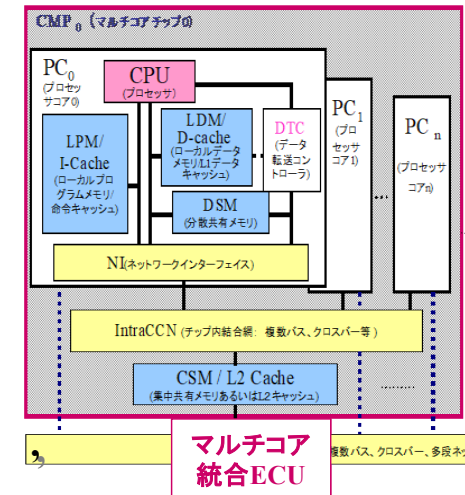 CMP₀ (マルチコアチップ0)
PC₀
(プロセッ
サコア0)
CPU
(プロセッサ)
LPM/
I-Cache
(ローカルプロ
グラムメモリ/
命令キャッシュ)
LDM/
D-cache
(ローカルデータ
メモリ/L1データ
キャッシュ)
DTC
(データ
転送コン
トローラ)
DSM
(分散共有メモリ)
NI(ネットワークインターフェイス)
PC₁
(プロ
セッサ
コア1)
...
PC n
(プロセッサ
コアn)
IntraCCN (チップ内結合網: 複数バス、クロスバー等 )
CSM / L2 Cache
(集中共有メモリあるいはL2キャッシュ)
.........
,
マルチコア
統合ECU
複数バス、クロスバー、多段ネッ